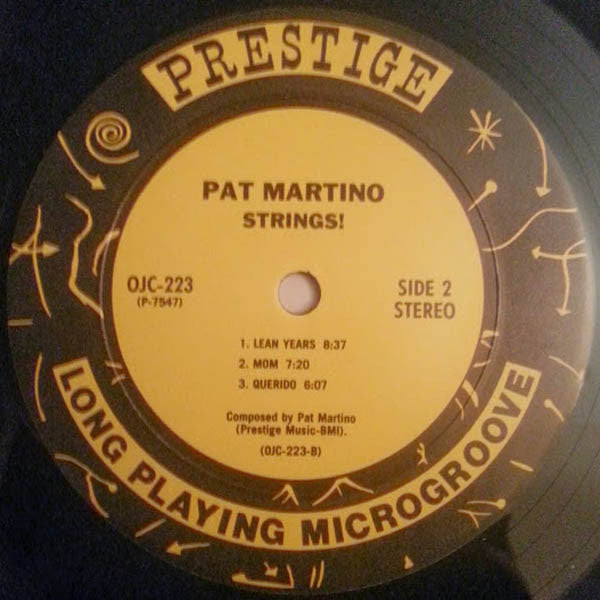 PRESTIGE
PAT MARTINO
STRINGS!
OJC-223
(P-7547)
SIDE 2
STEREO
1. LEAN YEARS 8:37
2. MOM 7:20
3. QUERIDO 6:07
Composed by Pat Martino
(Prestige Music-BMI).
(OJC-223-B)
LONG PLAYING MICROGROOVE